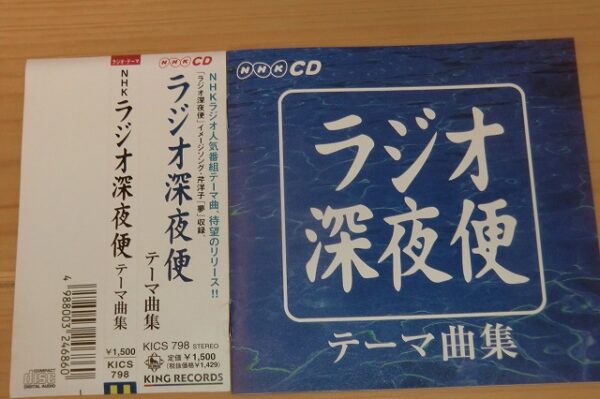 ラジオ・テーマ
NHK
ラジオ深夜便
テーマ曲集
4 988003 246860
COMPACT
disc
DIGITAL AUDIO
¥1,500
KICS
798
NHK CD
NHKラジオ人気番組テーマ曲、待望のリリース!!
「ラジオ深夜便」イメージソング・芹洋子「夢」収録。
ラジオ深夜便
テーマ曲集
KICS 798 STEREO
定価 ¥1,500
(税抜価格¥1,429)
KING RECORDS
NHK CD
ラジオ
深夜便
テーマ曲集